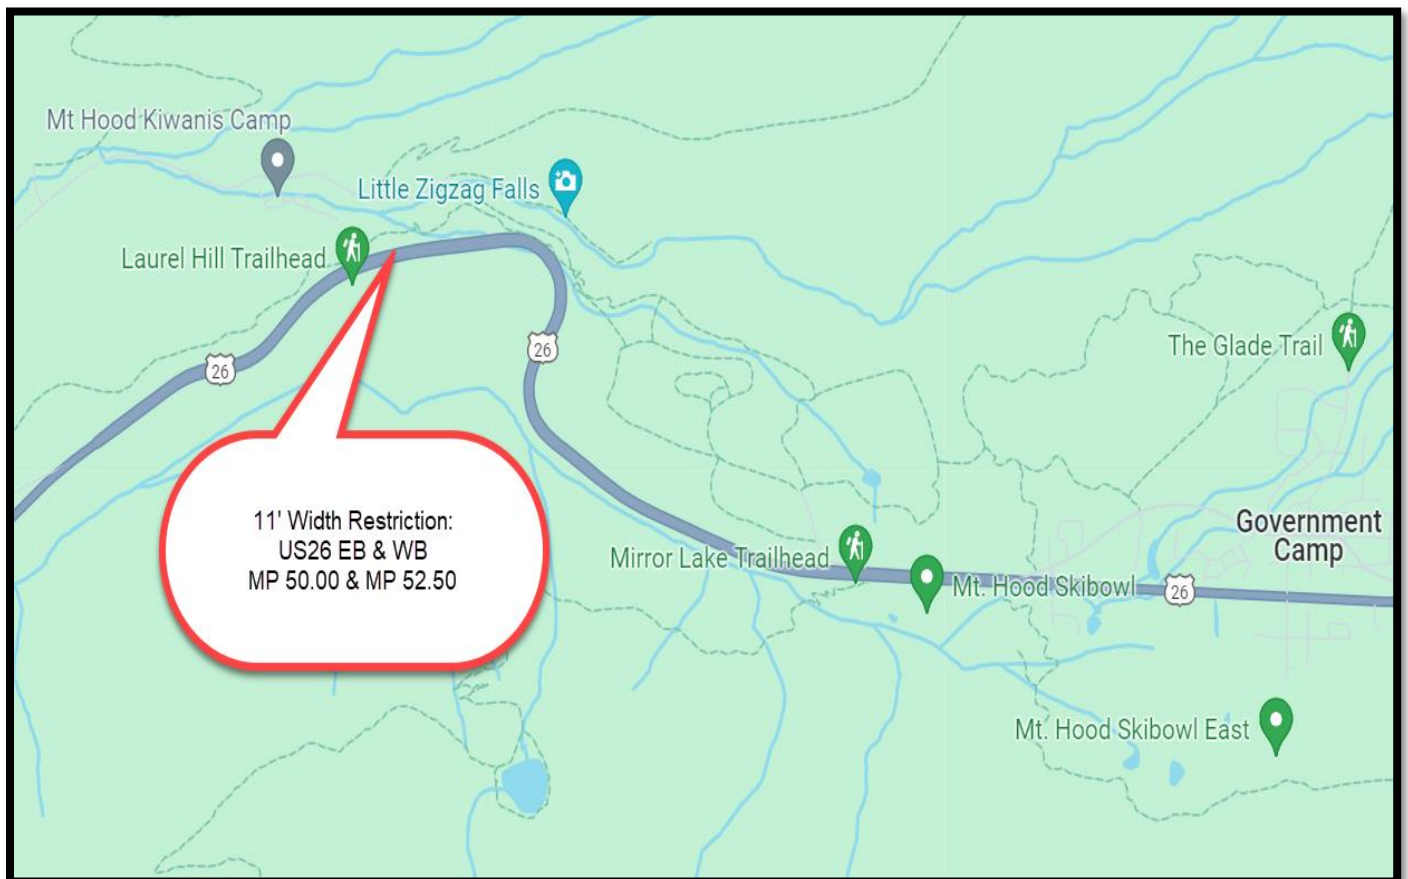 Mt Hood Kiwanis Camp
Little Zigzag Falls
Laurel Hill Trailhead
26
26
The Glade Trail
11' Width Restriction:
US26 EB & WB
MP 50.00 & MP 52.50
Government
Camp
Mirror Lake Trailhead
Mt. Hood Skibowl
26
Mt. Hood Skibowl East